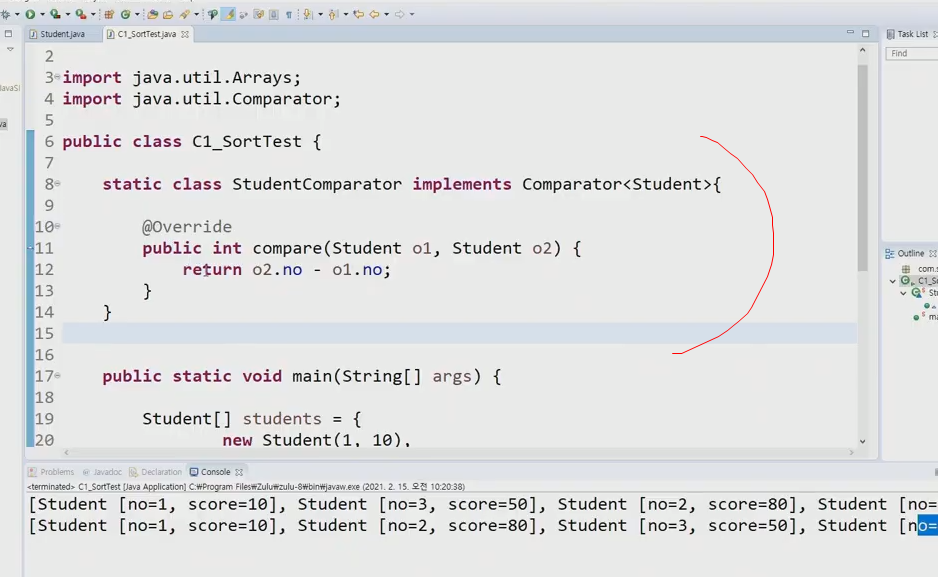 Student.java C1_SortTest.java Task List
Find
2
3 import java.util.Arrays;
4 import java.util.Comparator;
5
6 public class C1_SortTest {
7
8 static class StudentComparator implements Comparator<Student>{
9
10 @Override
11 public int compare(Student o1, Student o2) {
12 return o2.no - o1.no;
13 }
14 }
15
16
17 public static void main(String[] args) {
18
19 Student[] students = {
20 new Student(1, 10),
Outline
com.s
C1_So
St
ma
Problems Javadoc Declaration Console
<terminated> C1_SortTest [Java Application] C:₩Program Files₩Zulu₩zulu-8₩bin₩javaw.exe (2021. 2. 15. 오전 10:20:38)
[Student [no=1, score=10], Student [no=3, score=50], Student [no=2, score=80], Student [no=
[Student [no=1, score=10], Student [no=2, score=80], Student [no=3, score=50], Student [no=